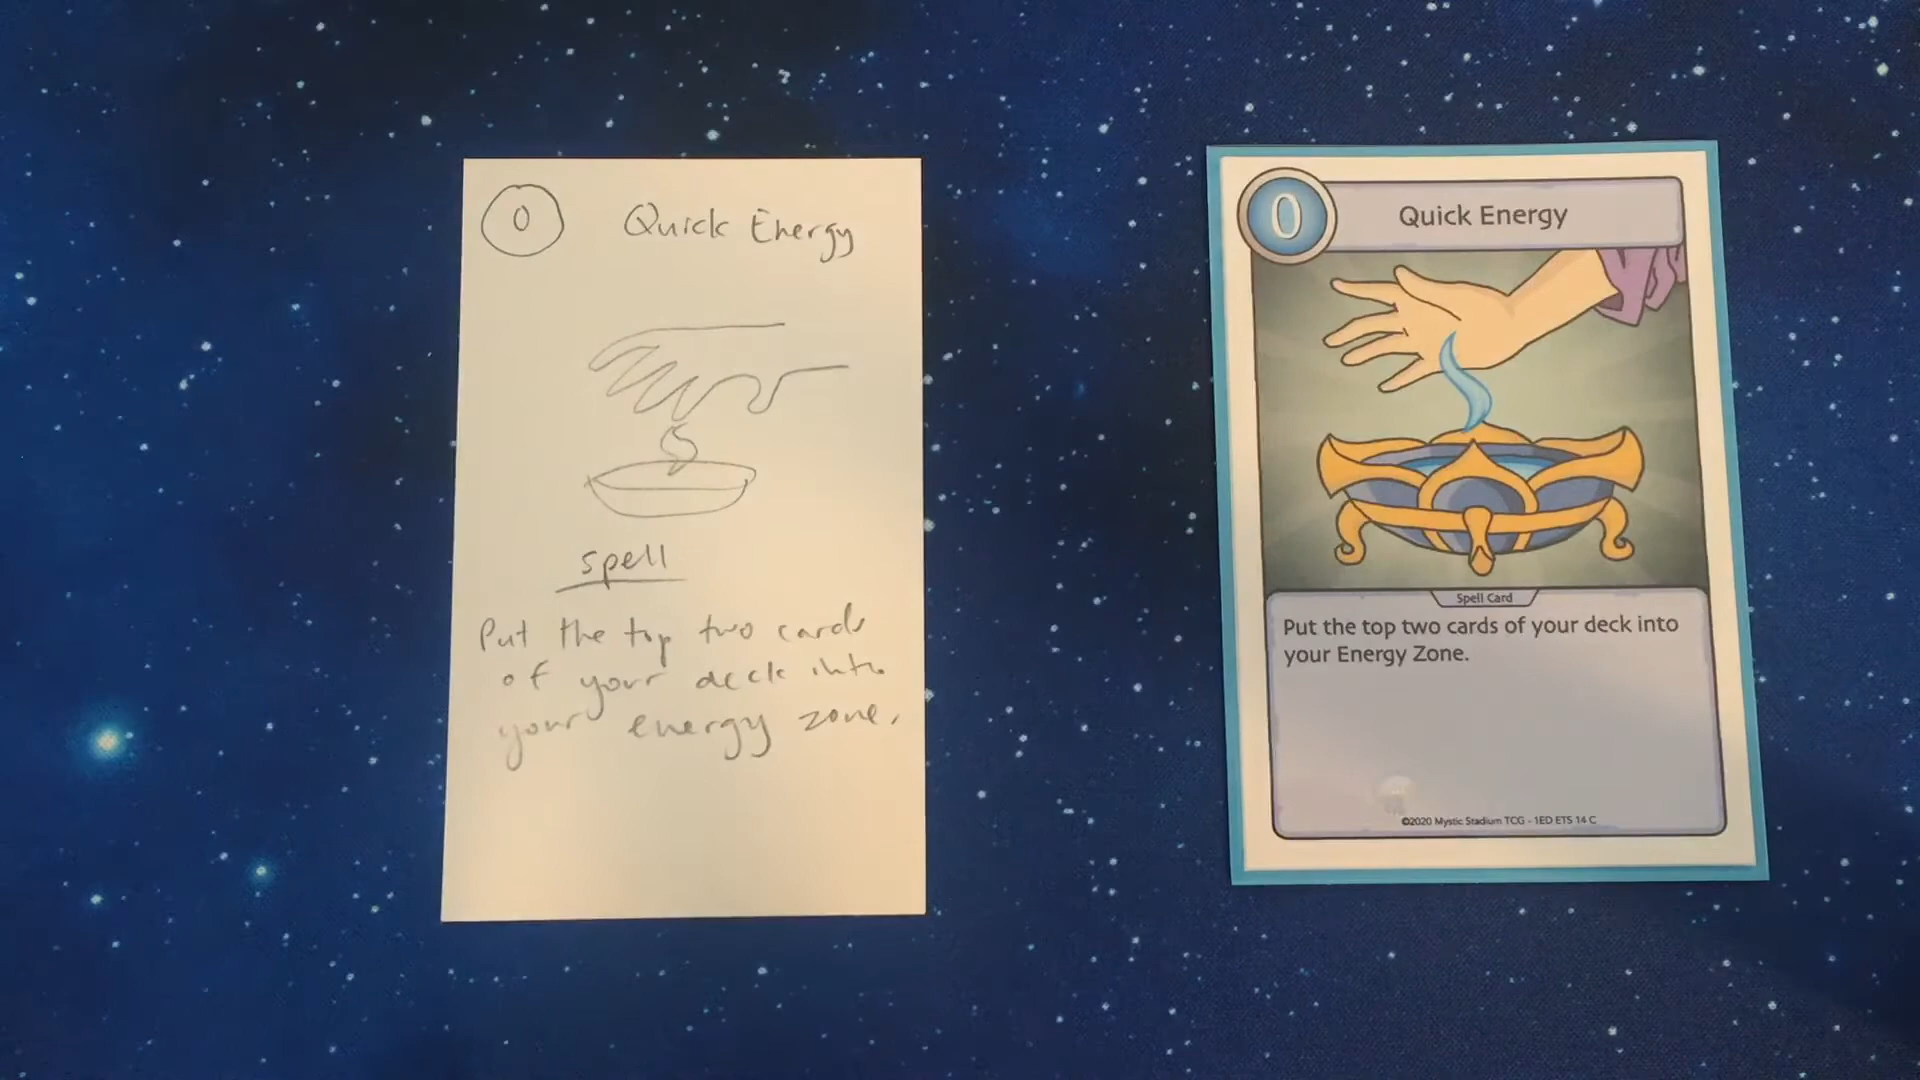 0
Quick Energy
spell
Put the top two cards
of your deck into
your energy zone.
0
Quick Energy
Spell Card
Put the top two cards of your deck into
your Energy Zone.
©2020 Mystic Stadium TCG - 1ED ETS 14 C